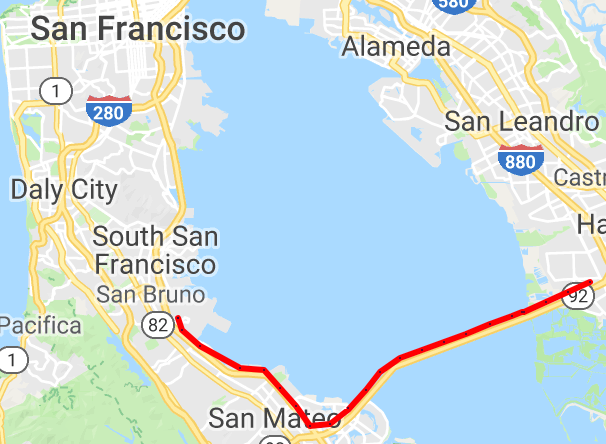 580
San Francisco
Alameda
1
280
San Leandro
880
Castr
Daly City
Ha
South San
Francisco
San Bruno
92
82
Pacifica
1
San Mateo